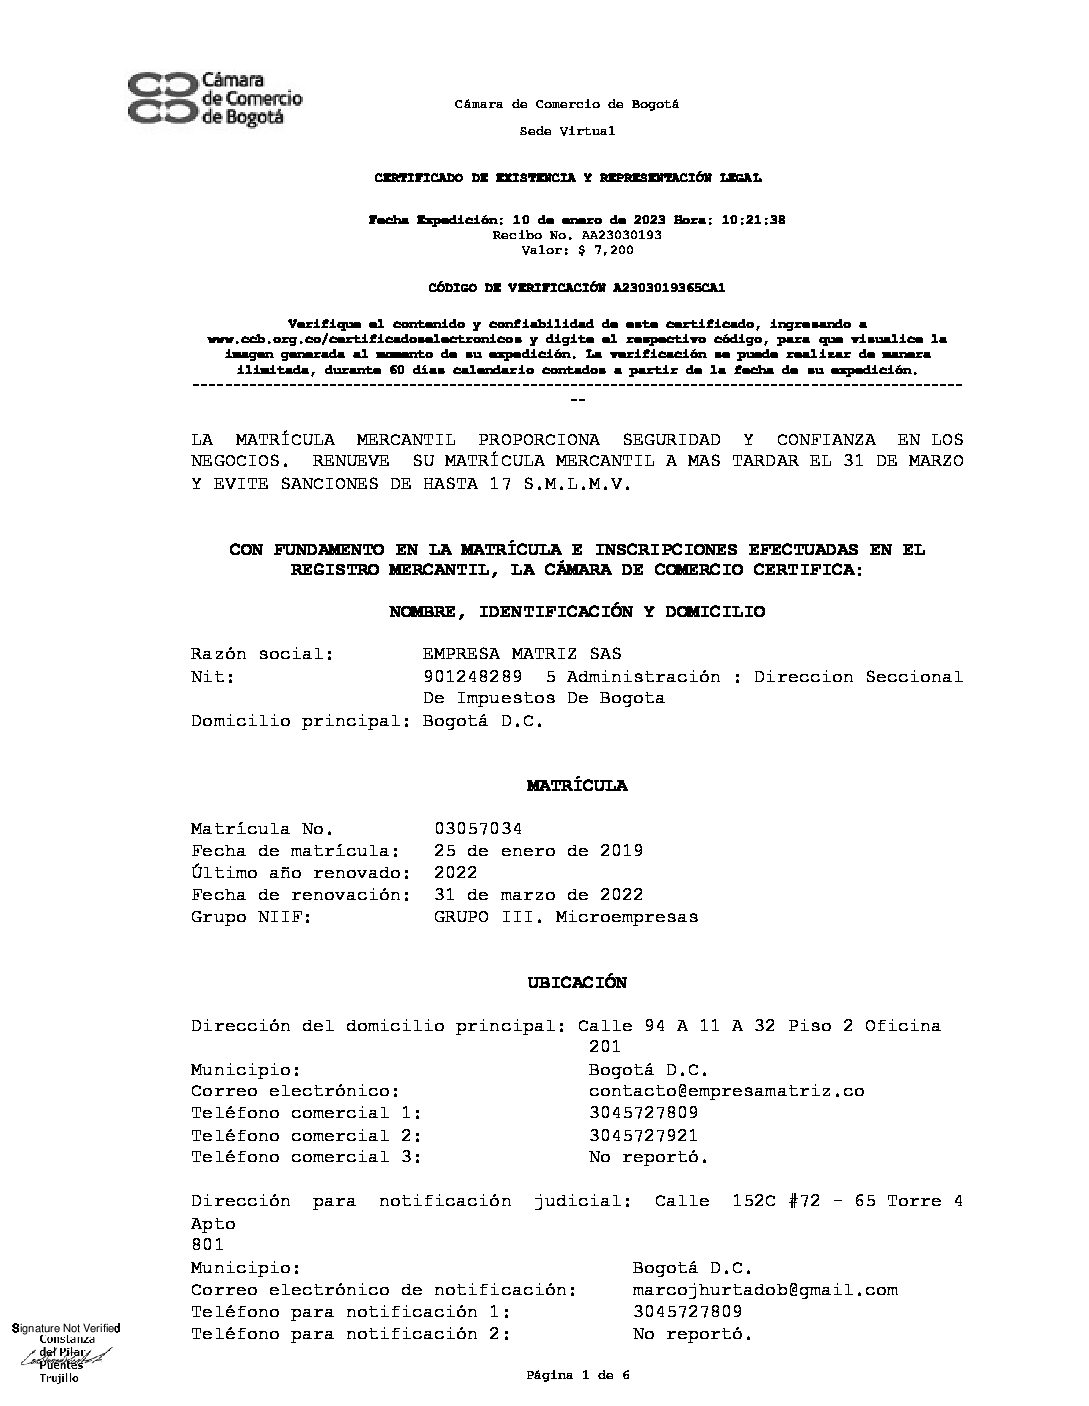 Cámara
de Comercio
de Bogotá
Cámara de Comercio de Bogotá
Sede Virtual
CERTIFICADO DE EXISTENCIA Y REPRESENTACIÓN LEGAL
Fecha Expedición: 10 de enero de 2023 Hora: 10:21:38
Recibo No. AA23030193
Valor: $ 7,200
CÓDIGO DE VERIFICACIÓN A2303019365CA1
Verifique el contenido y confiabilidad de este certificado, ingresando a
www.ccb.org.co/certificadoselectronicos y digite el respectivo código, para que visualice la
imagen generada al momento de su expedición. La verificación se puede realizar de manera
ilimitada, durante 60 días calendario contados a partir de la fecha de su expedición.
--------------------------------------------------------------------------------------------
--
LA MATRÍCULA MERCANTIL PROPORCIONA SEGURIDAD Y CONFIANZA EN LOS
NEGOCIOS. RENUEVE SU MATRÍCULA MERCANTIL A MAS TARDAR EL 31 DE MARZO
Y EVITE SANCIONES DE HASTA 17 S.M.L.M.V.
CON FUNDAMENTO EN LA MATRÍCULA E INSCRIPCIONES EFECTUADAS EN EL
REGISTRO MERCANTIL, LA CÁMARA DE COMERCIO CERTIFICA:
NOMBRE, IDENTIFICACIÓN Y DOMICILIO
Razón social: EMPRESA MATRIZ SAS
Nit: 901248289 5 Administración : Direccion Seccional
De Impuestos De Bogota
Domicilio principal: Bogotá D.C.
MATRÍCULA
Matrícula No. 03057034
Fecha de matrícula: 25 de enero de 2019
Último año renovado: 2022
Fecha de renovación: 31 de marzo de 2022
Grupo NIIF: GRUPO III. Microempresas
UBICACIÓN
Dirección del domicilio principal: Calle 94 A 11 A 32 Piso 2 Oficina
201
Municipio: Bogotá D.C.
Correo electrónico: contacto@empresamatriz.co
Teléfono comercial 1: 3045727809
Teléfono comercial 2: 3045727921
Teléfono comercial 3: No reportó.
Dirección para notificación judicial: Calle 152C #72 - 65 Torre 4
Apto
801
Municipio: Bogotá D.C.
Correo electrónico de notificación: marcojhurtadob@gmail.com
Teléfono para notificación 1: 3045727809
Teléfono para notificación 2: No reportó.
Signature Not Verified
Constanza
del Pilar
Puentes
Trujillo
Página 1 de 6